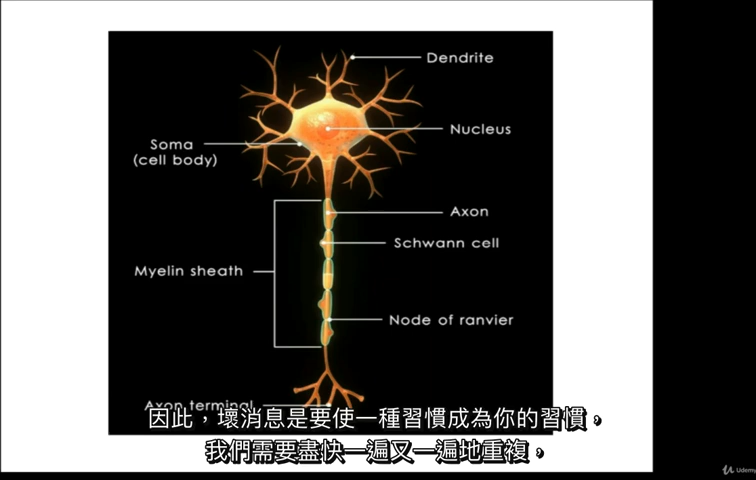 Dendrite
Nucleus
Soma
(cell body)
Axon
Schwann cell
Myelin sheath
Node of ranvier
Axon terminal
因此，壞消息是要使一種習慣成為你的習慣，
我們需要盡快一遍又一遍地重複，
Udemy